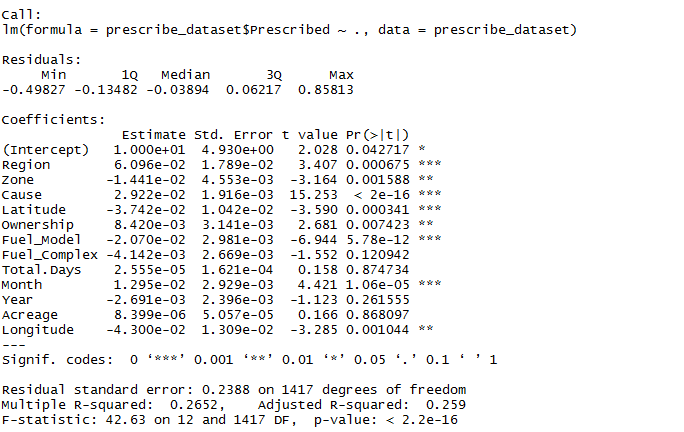 Call:
lm(formula = prescribe_dataset$Prescribed ~ ., data = prescribe_dataset)

Residuals:
     Min       1Q   Median       3Q      Max
-0.49827 -0.13482 -0.03894  0.06217  0.85813

Coefficients:
               Estimate Std. Error t value Pr(>|t|)
(Intercept)   1.000e+01  4.930e+00   2.028 0.042717 *
Region        6.096e-02  1.789e-02   3.407 0.000675 ***
Zone         -1.441e-02  4.553e-03  -3.164 0.001588 **
Cause         2.922e-02  1.916e-03  15.253  < 2e-16 ***
Latitude     -3.742e-02  1.042e-02  -3.590 0.000341 ***
Ownership     8.420e-03  3.141e-03   2.681 0.007423 **
Fuel_Model   -2.070e-02  2.981e-03  -6.944 5.78e-12 ***
Fuel_Complex -4.142e-03  2.669e-03  -1.552 0.120942
Total.Days    2.555e-05  1.621e-04   0.158 0.874734
Month         1.295e-02  2.929e-03   4.421 1.06e-05 ***
Year         -2.691e-03  2.396e-03  -1.123 0.261555
Acreage       8.399e-06  5.057e-05   0.166 0.868097
Longitude    -4.300e-02  1.309e-02  -3.285 0.001044 **
---
Signif. codes:  0 ‘***’ 0.001 ‘**’ 0.01 ‘*’ 0.05 ‘.’ 0.1 ‘ ’ 1

Residual standard error: 0.2388 on 1417 degrees of freedom
Multiple R-squared:  0.2652,    Adjusted R-squared:  0.259
F-statistic: 42.63 on 12 and 1417 DF,  p-value: < 2.2e-16